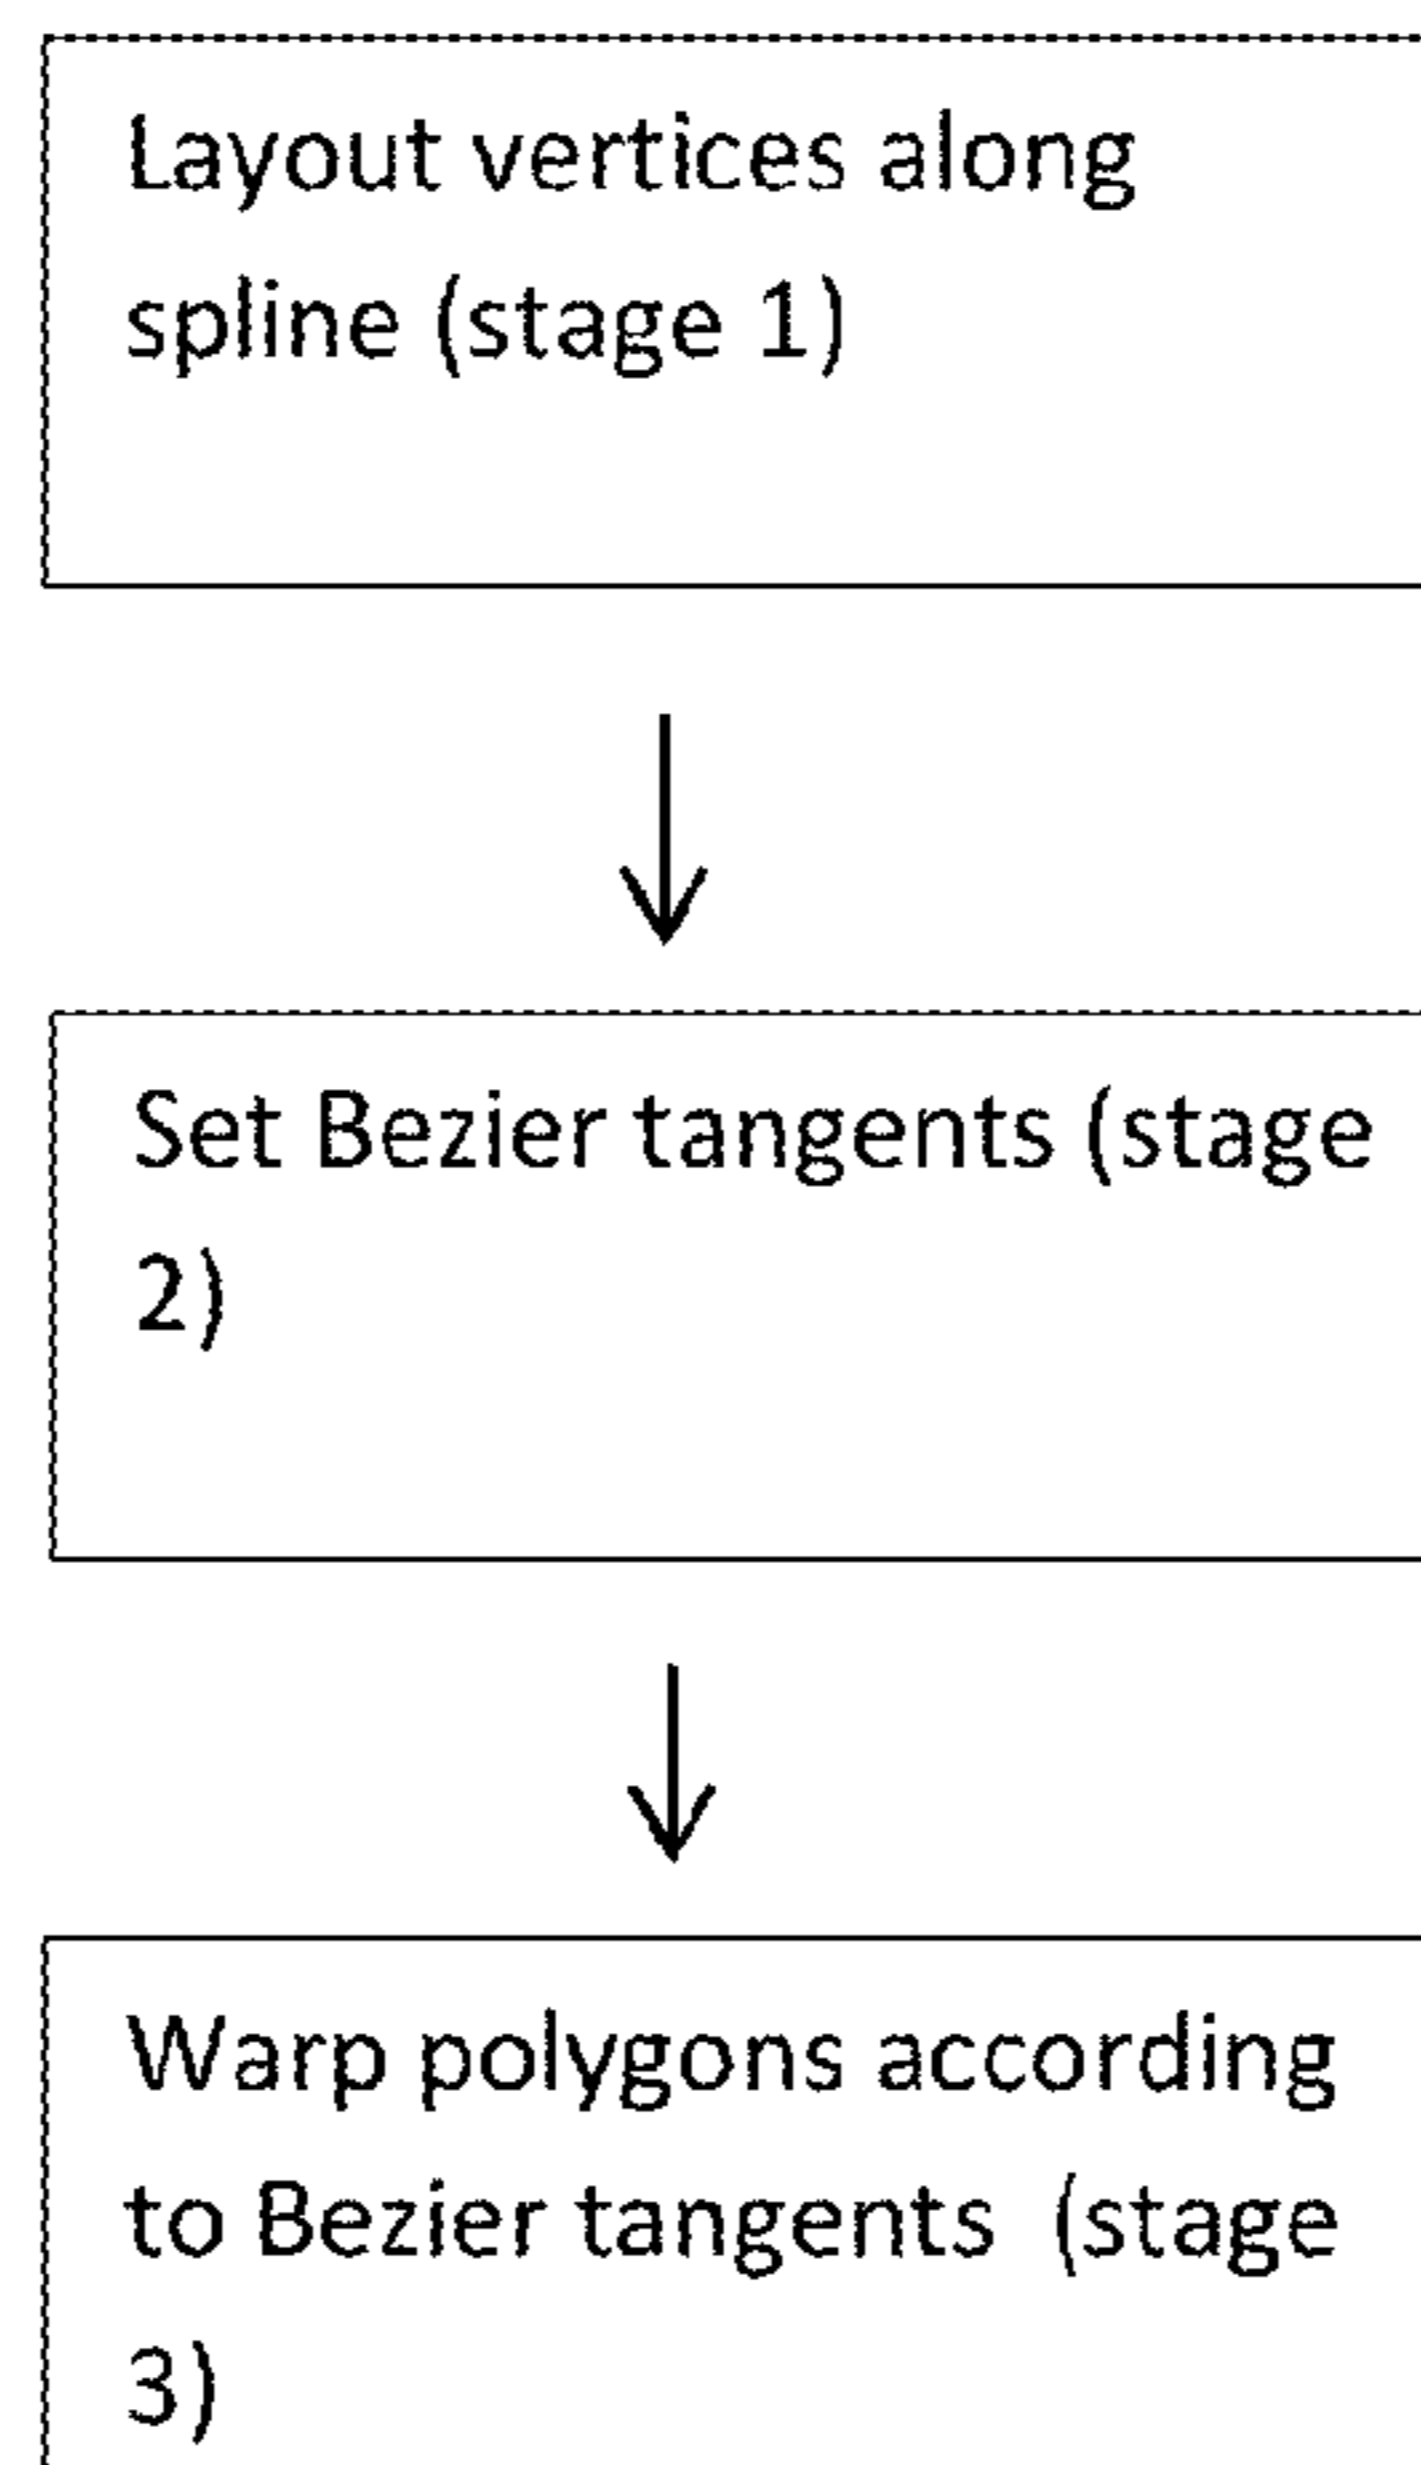 Layout vertices along
spline (stage 1)
Set Bezier tangents (stage
2)
Warp polygons according
to Bezier tangents  (stage
3)